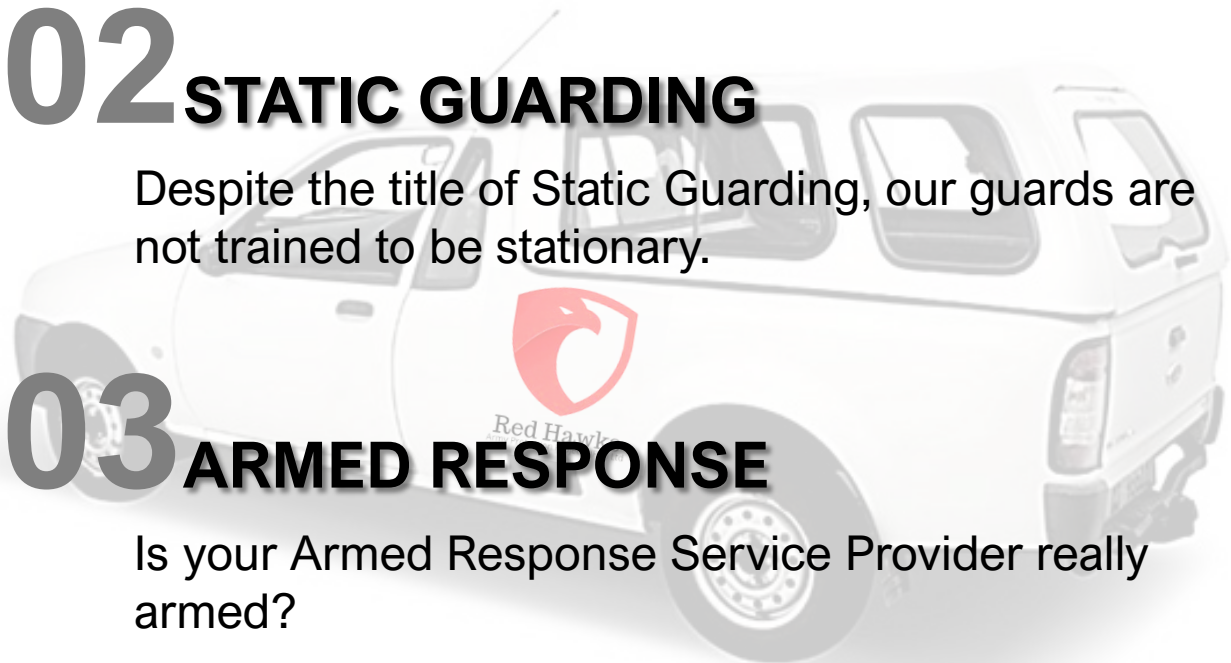 02 STATIC GUARDING
Despite the title of Static Guarding, our guards are
not trained to be stationary.
Red Hawks
03 ARMED RESPONSE
Is your Armed Response Service Provider really
armed?